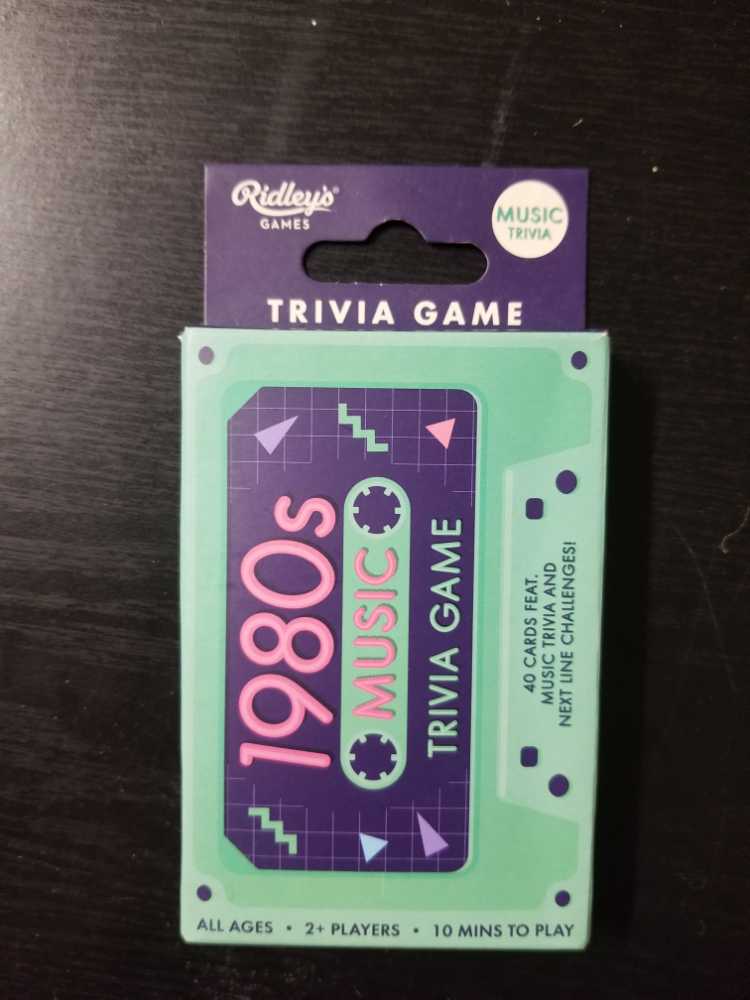 Ridley's®
GAMES
MUSIC
TRIVIA
TRIVIA GAME
1980s
MUSIC
TRIVIA GAME
40 CARDS FEAT.
MUSIC TRIVIA AND
NEXT LINE CHALLENGES!
ALL AGES • 2+ PLAYERS • 10 MINS TO PLAY